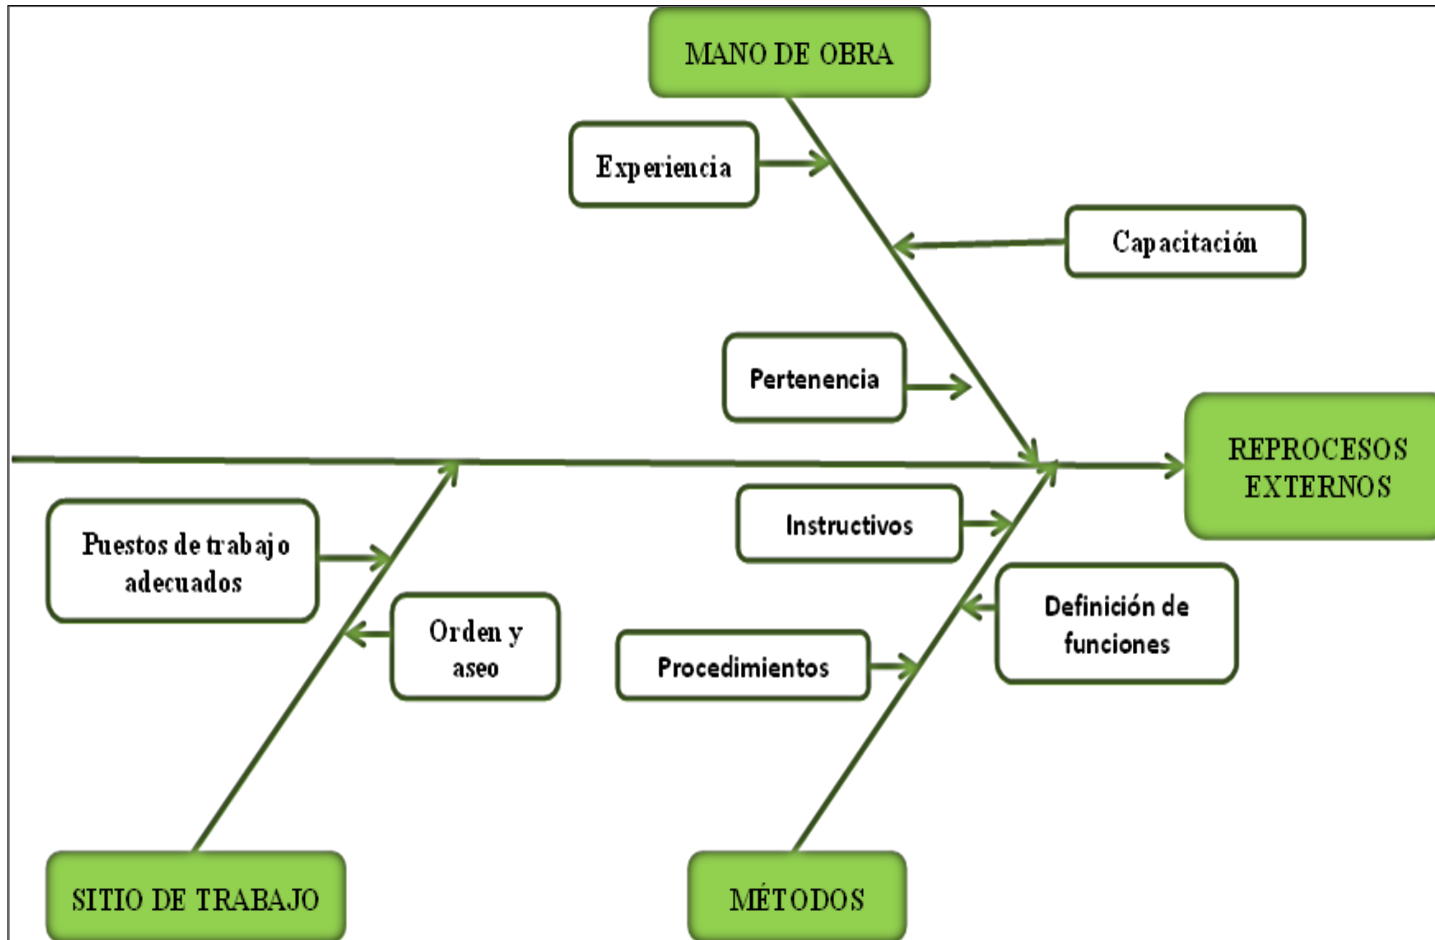 MANO DE OBRA
Experiencia
Capacitación
Pertenencia
REPROCESOS
EXTERNOS
Puestos de trabajo
adecuados
Instructivos
Orden y
aseo
Definición de
funciones
Procedimientos
SITIO DE TRABAJO
MÉTODOS